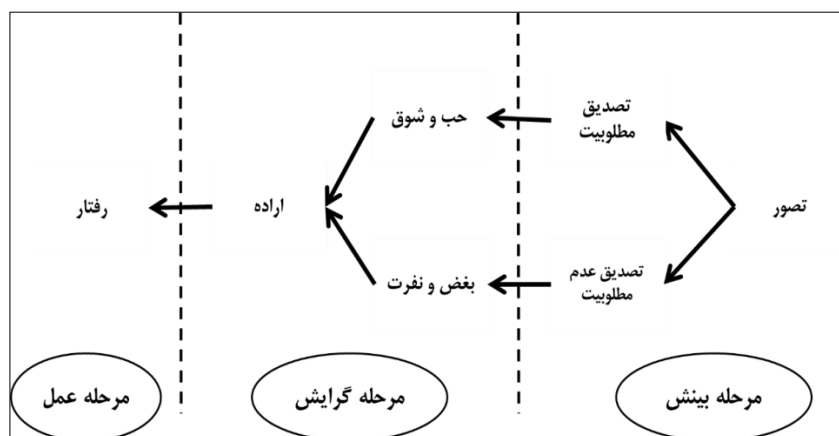 تصور
تصدیق
مطلوبیت
تصدیق عدم
مطلوبیت
حب و شوق
بغض و نفرت
اراده
رفتار
مرحله بینش
مرحله گرایش
مرحله عمل